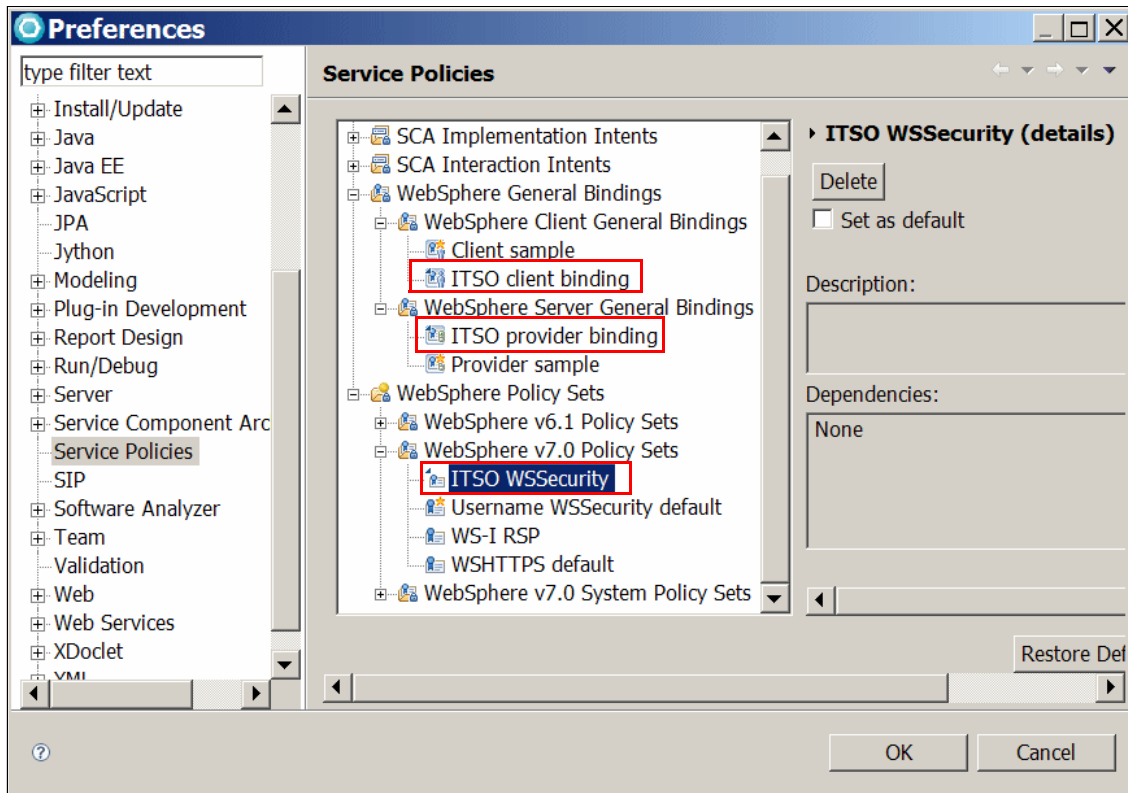 Preferences
type filter text
Install/Update
Java
Java EE
JavaScript
JPA
Jython
Modeling
Plug-in Development
Report Design
Run/Debug
Server
Service Component Arc
Service Policies
SIP
Software Analyzer
Team
Validation
Web
Web Services
XDoclet
XML
Service Policies
SCA Implementation Intents
SCA Interaction Intents
WebSphere General Bindings
WebSphere Client General Bindings
Client sample
ITSO client binding
WebSphere Server General Bindings
ITSO provider binding
Provider sample
WebSphere Policy Sets
WebSphere v6.1 Policy Sets
WebSphere v7.0 Policy Sets
ITSO WSSecurity
Username WSSecurity default
WS-I RSP
WSHTTPS default
WebSphere v7.0 System Policy Sets
ITSO WSSecurity (details)
Delete
Set as default
Description:
Dependencies:
None
Restore Def
?
OK
Cancel